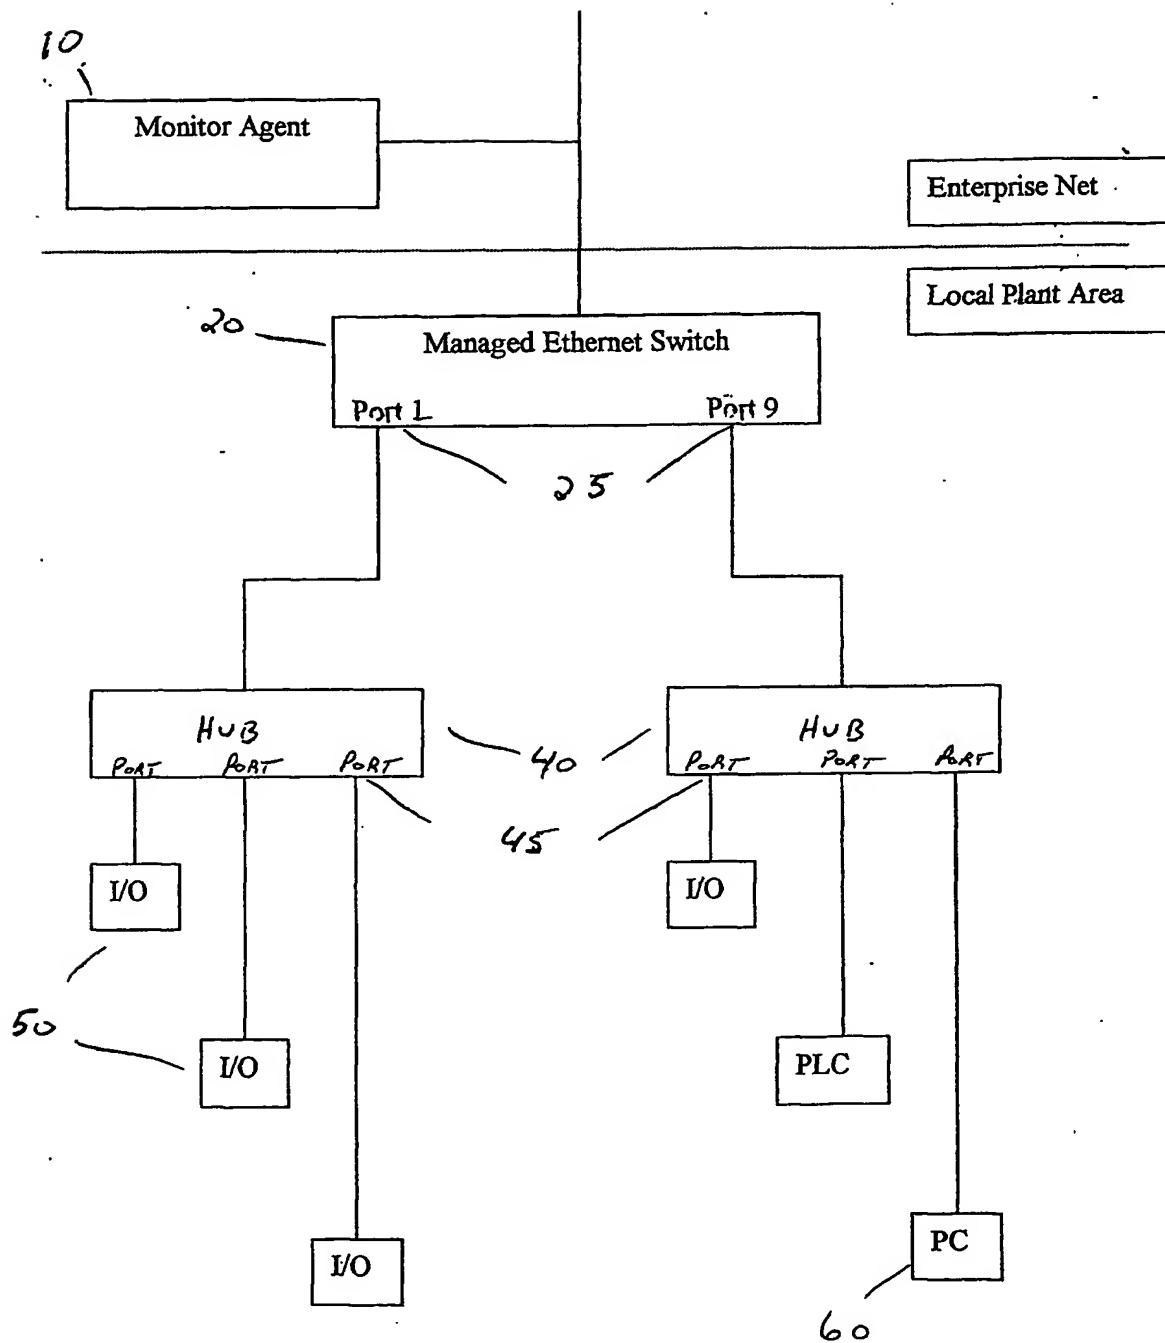 10
Monitor Agent
Enterprise Net
Local Plant Area
20
Managed Ethernet Switch
Port 1
Port 9
25
HUB
HUB
PORT PORT PORT
40
PORT PORT PORT
45
I/O
I/O
50
I/O
PLC
I/O
PC
60